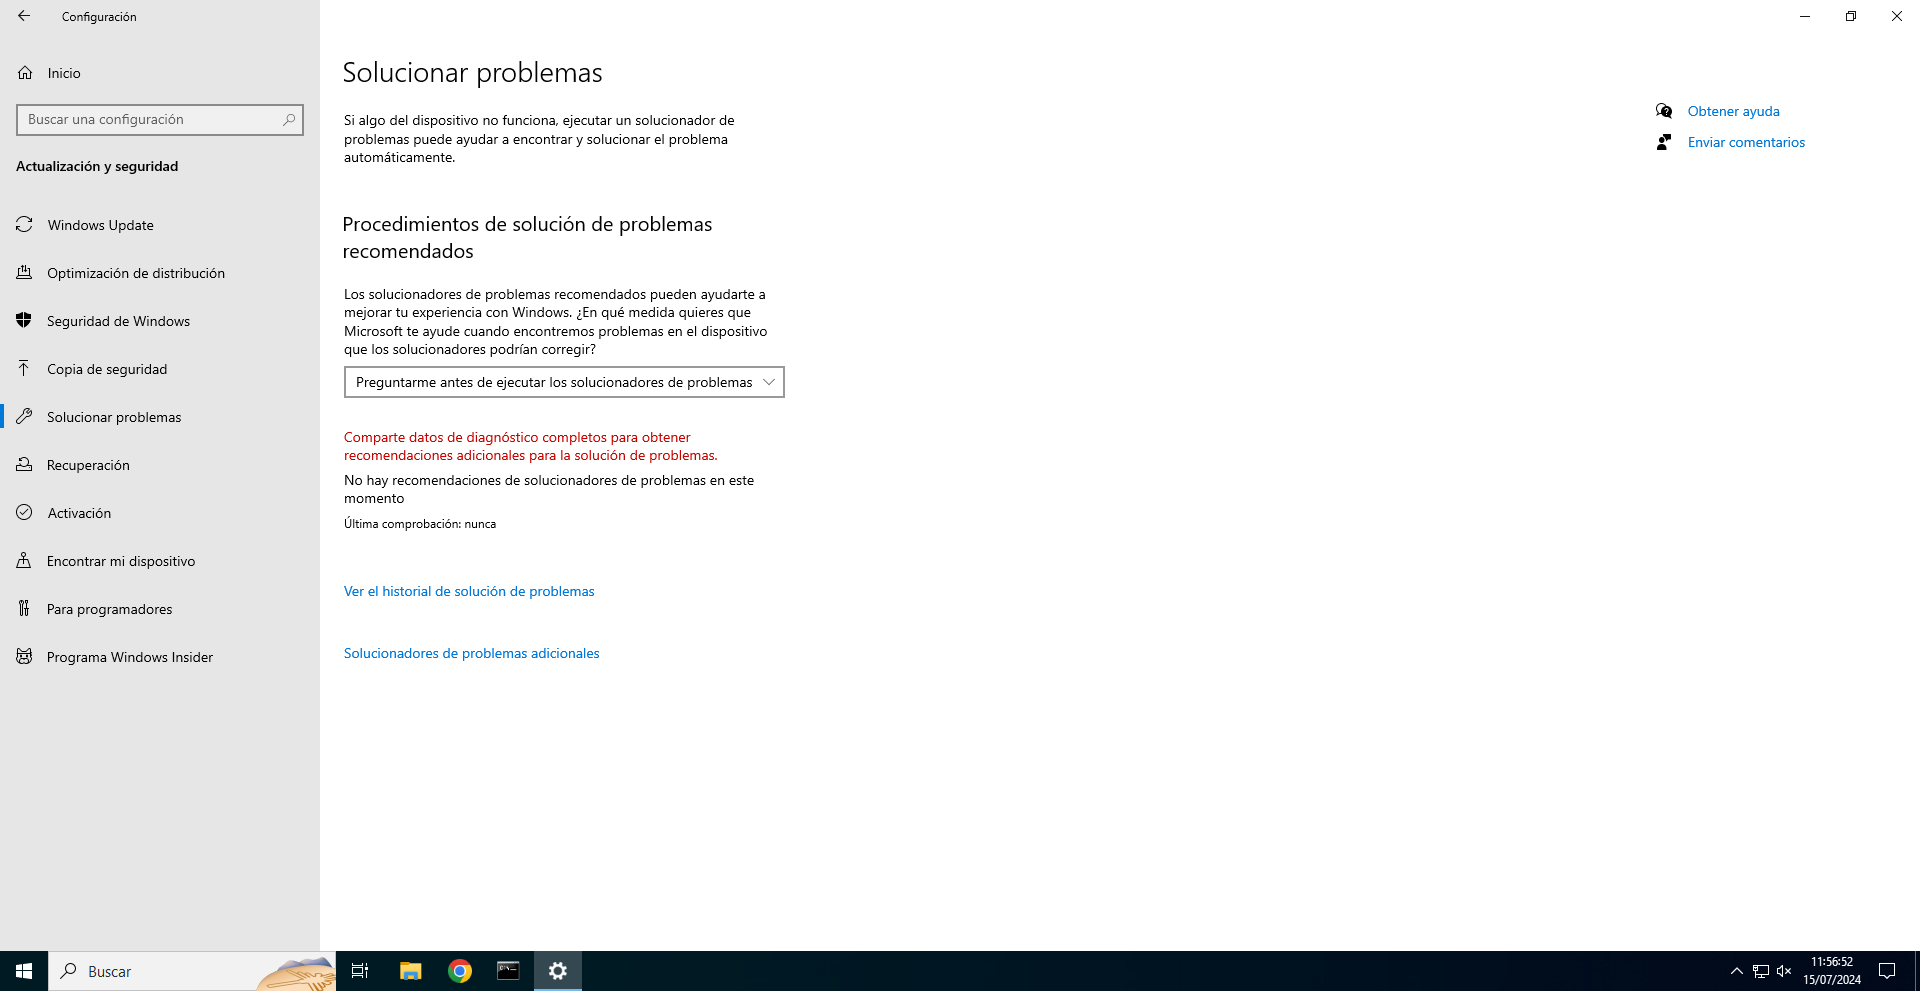 Configuración
Inicio
Buscar una configuración
Actualización y seguridad
Windows Update
Optimización de distribución
Seguridad de Windows
Copia de seguridad
Solucionar problemas
Recuperación
Activación
Encontrar mi dispositivo
Para programadores
Programa Windows Insider
Solucionar problemas
Si algo del dispositivo no funciona, ejecutar un solucionador de
problemas puede ayudar a encontrar y solucionar el problema
automáticamente.
Procedimientos de solución de problemas
recomendados
Los solucionadores de problemas recomendados pueden ayudarte a
mejorar tu experiencia con Windows. ¿En qué medida quieres que
Microsoft te ayude cuando encontremos problemas en el dispositivo
que los solucionadores podrían corregir?
Preguntarme antes de ejecutar los solucionadores de problemas
Comparte datos de diagnóstico completos para obtener
recomendaciones adicionales para la solución de problemas.
No hay recomendaciones de solucionadores de problemas en este
momento
Última comprobación: nunca
Ver el historial de solución de problemas
Solucionadores de problemas adicionales
Obtener ayuda
Enviar comentarios
Buscar
11:56:52
15/07/2024